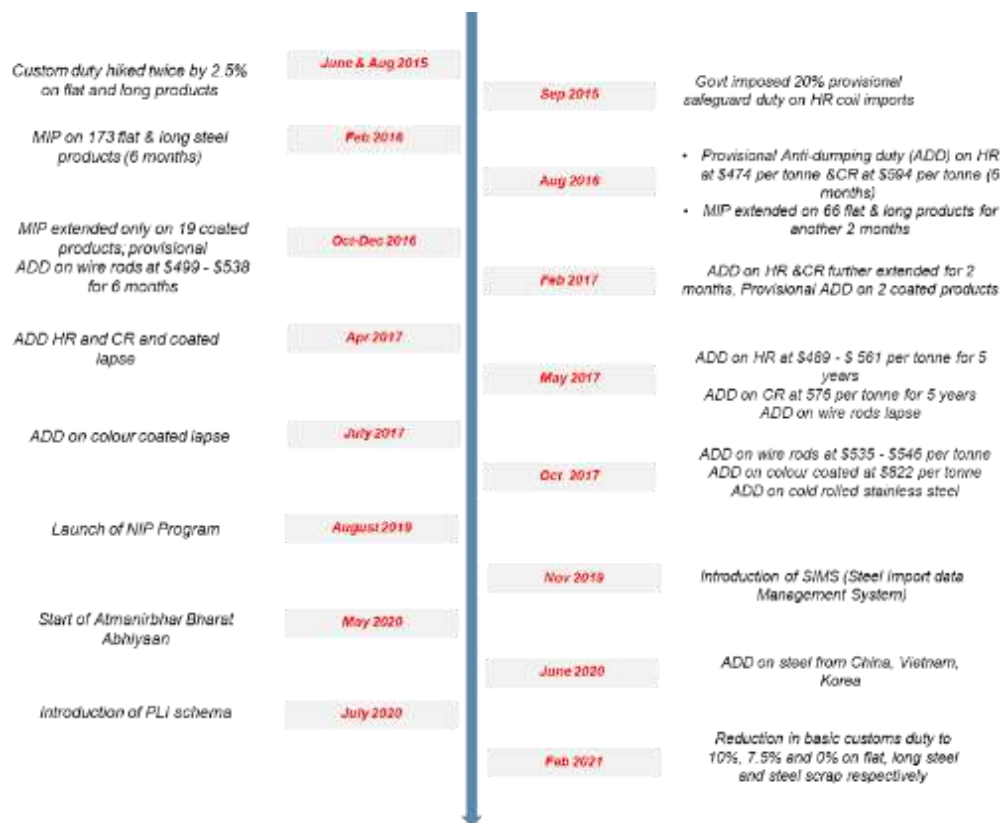 June & Aug 2015
Custom duty hiked twice by 2.5%
on flat and long products
Sep 2015
Govt imposed 20% provisional
safeguard duty on HR coil imports
Feb 2016
MIP on 173 flat & long steel
products (6 months)
Aug 2016
• Provisional Anti-dumping duty (ADD) on HR
at $474 per tonne &CR at $594 per tonne (6
months)
• MIP extended on 66 flat & long products for
another 2 months
Oct-Dec 2016
MIP extended only on 19 coated
products; provisional
ADD on wire rods at $499 - $538
for 6 months
Feb 2017
ADD on HR &CR further extended for 2
months, Provisional ADD on 2 coated products
Apr 2017
ADD HR and CR and coated
lapse
May 2017
ADD on HR at $489 - $ 561 per tonne for 5
years
ADD on CR at 576 per tonne for 5 years
ADD on wire rods lapse
July 2017
ADD on colour coated lapse
Oct 2017
ADD on wire rods at $535 - $546 per tonne
ADD on colour coated at $822 per tonne
ADD on cold rolled stainless steel
August 2019
Launch of NIP Program
Nov 2019
Introduction of SIMS (Steel Import data
Management System)
May 2020
Start of Atmanirbhar Bharat
Abhiyaan
June 2020
ADD on steel from China, Vietnam,
Korea
July 2020
Introduction of PLI schema
Feb 2021
Reduction in basic customs duty to
10%, 7.5% and 0% on flat, long steel
and steel scrap respectively